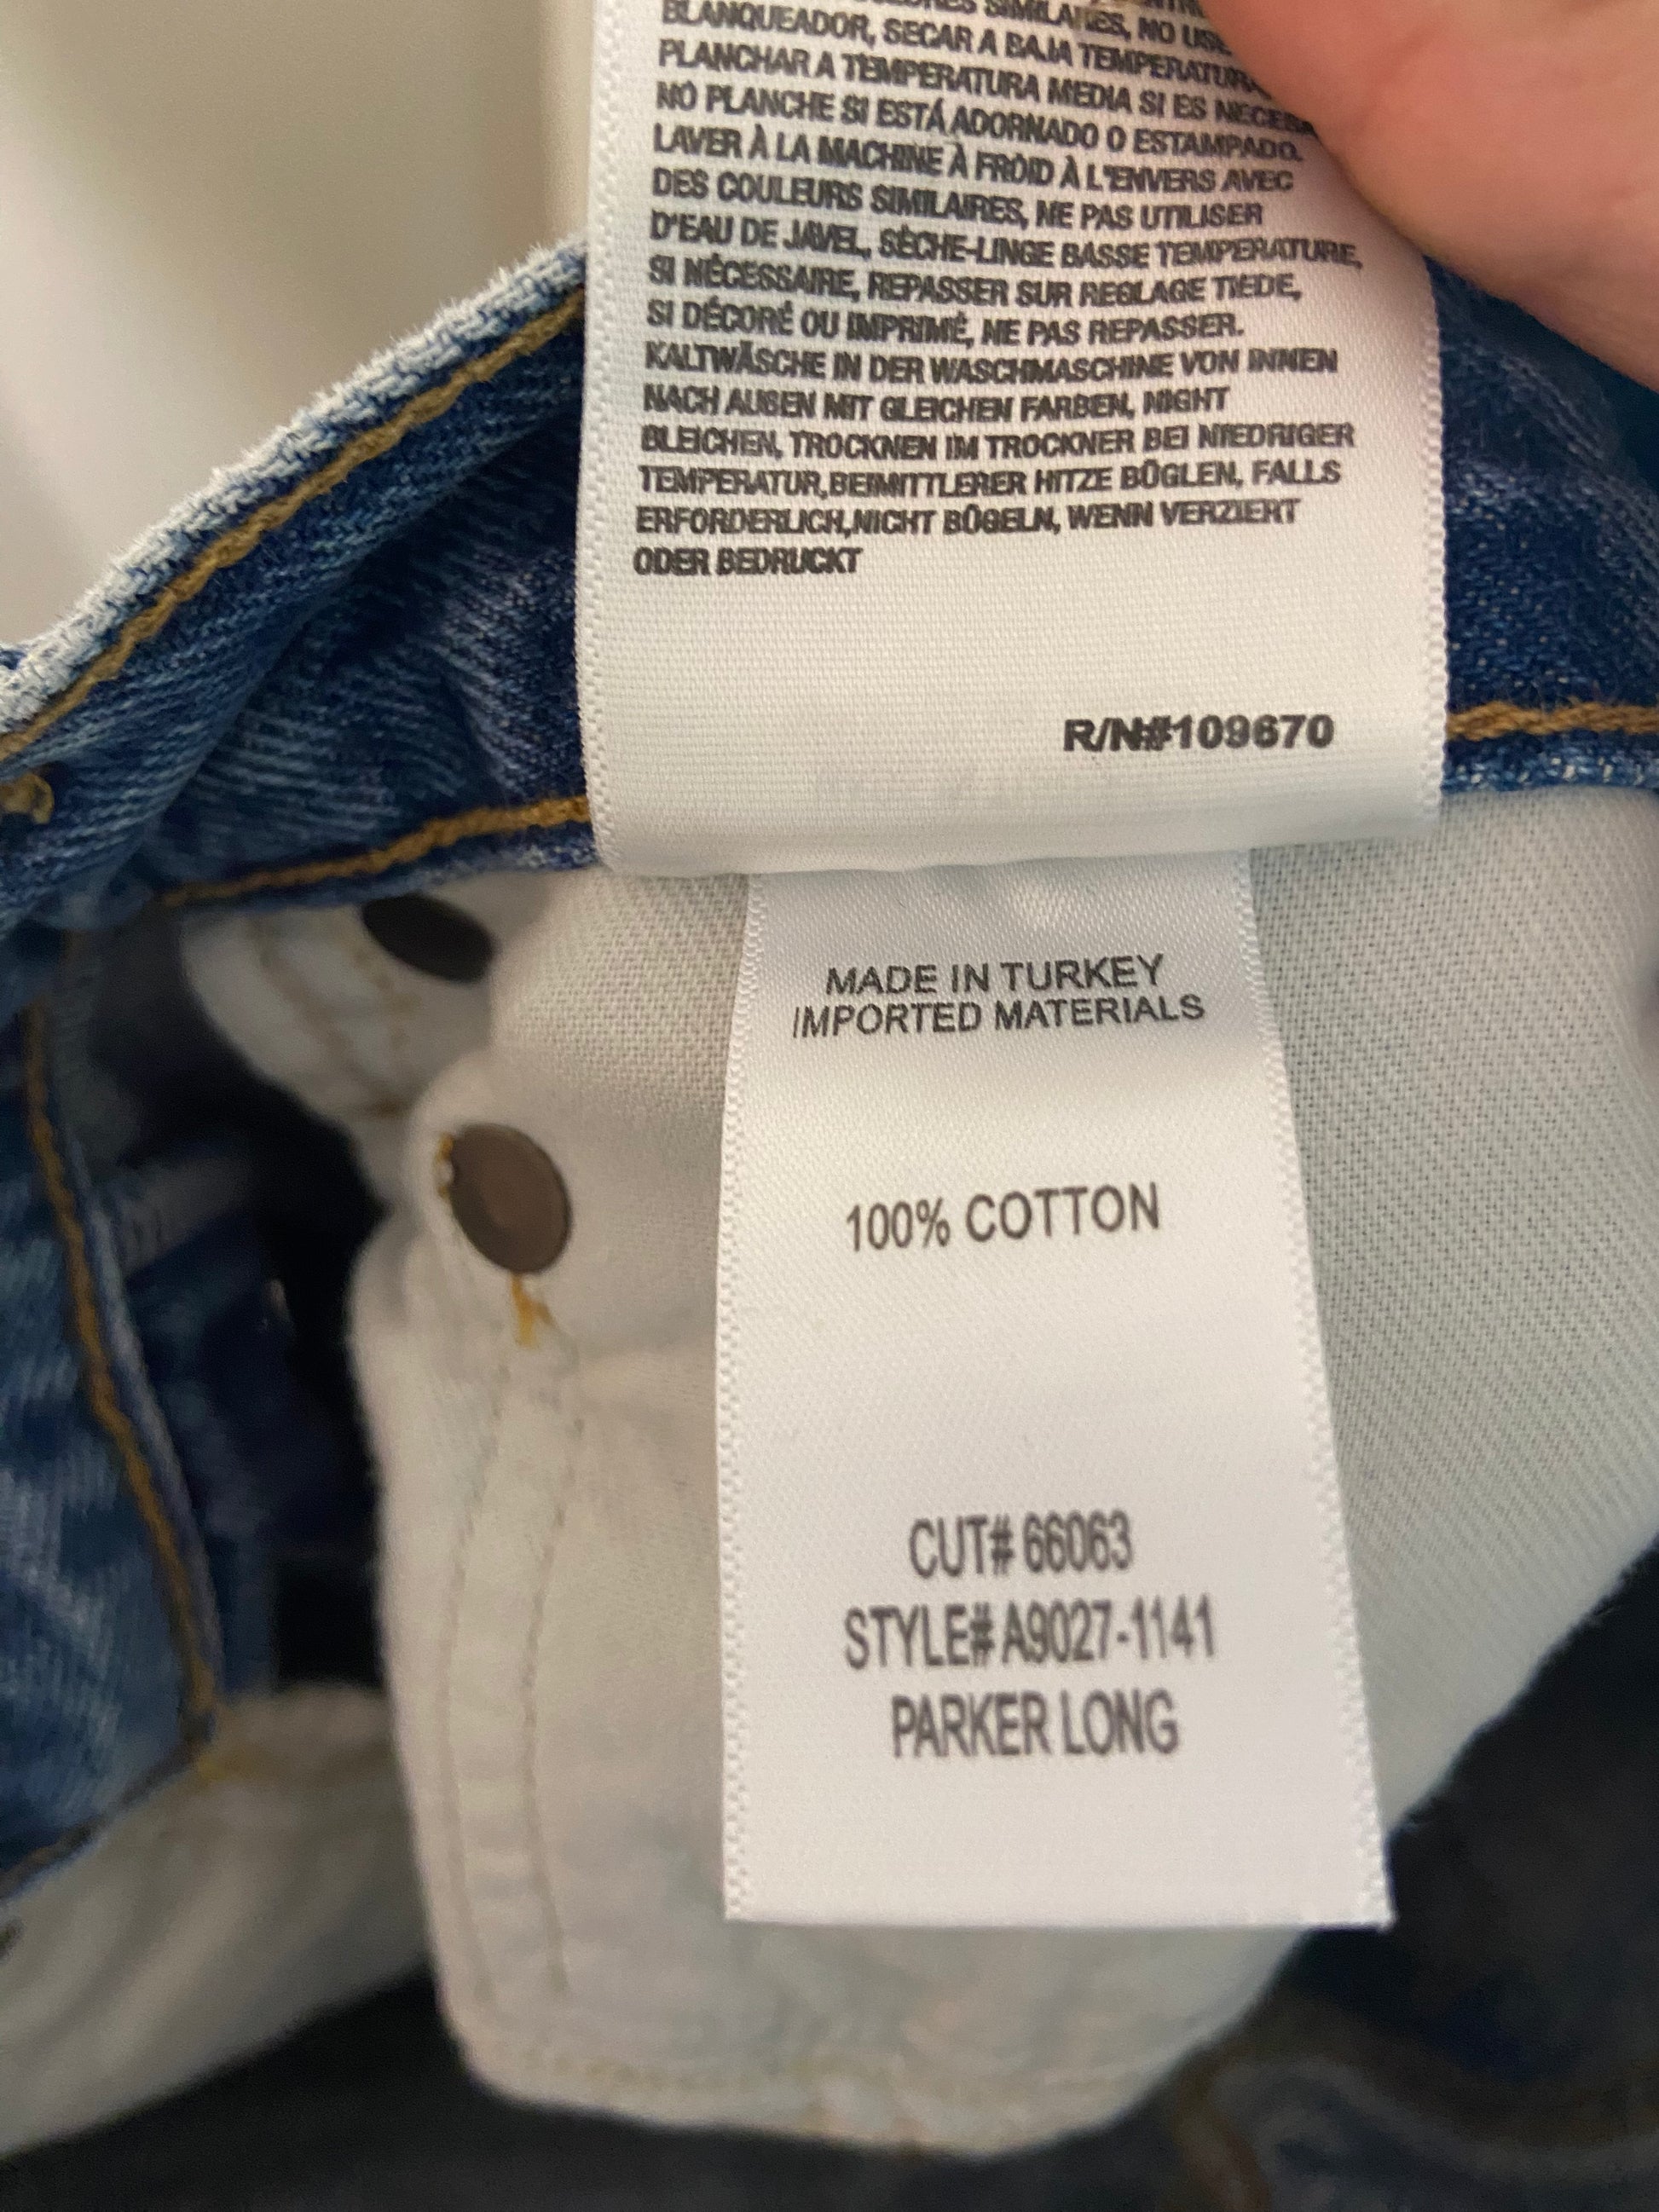 SIMILARES, NO USE
BLANQUEADOR, SECAR A BAJA TEMPERATURA
PLANCHAR A TEMPERATURA MEDIA SI ES
NO PLANCHE SI ESTÁ ADORNADO O ESTAMPADO.
LAVER À LA MACHINE À FROID À L'ENVERS AVEC
DES COULEURS SIMILAIRES, NE PAS UTILISER
D'EAU DE JAVEL, SÈCHE-LINGE BASSE TEMPERATURE,
SI NÉCESSAIRE, REPASSER SUR REGLAGE TIEDE,
SI DÉCORÉ OU IMPRIMÉ, NE PAS REPASSER.
KALTWÄSCHE IN DER WASCHMASCHINE VON INNEN
NACH AUBEN MIT GLEICHEN FARBEN, NIGHT
BLEICHEN, TROCKNEN IM TROCKNER BEI NIEDRIGER
TEMPERATUR,BEIMITTLERER HITZE BÜGLEN, FALLS
ERFORDERLICH,NICHT BÜGELN, WENN VERZIERT
ODER BEDRUCKT
R/N#109670
MADE IN TURKEY
IMPORTED MATERIALS
100% COTTON
CUT# 66063
STYLE# A9027-1141
PARKER LONG